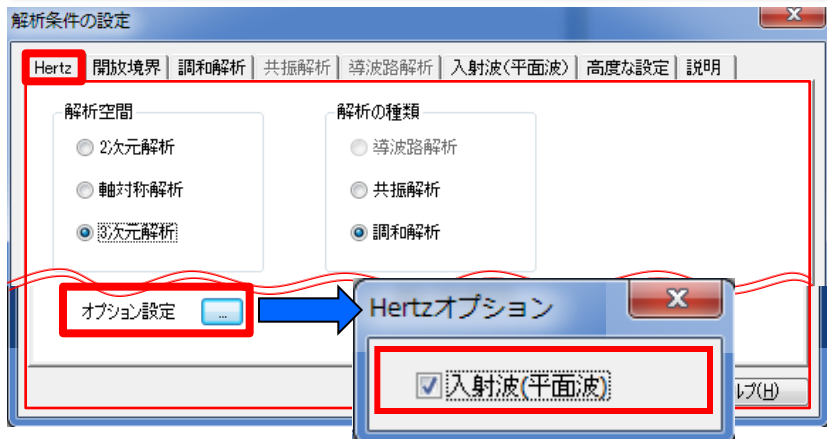 解析条件の設定
Hertz 開放境界 調和解析 共振解析 導波路解析 入射波(平面波) 高度な設定 説明
解析空間
2次元解析
軸対称解析
3次元解析
解析の種類
導波路解析
共振解析
調和解析
オプション設定 ...
Hertzオプション
入射波(平面波)
ルプ(H)